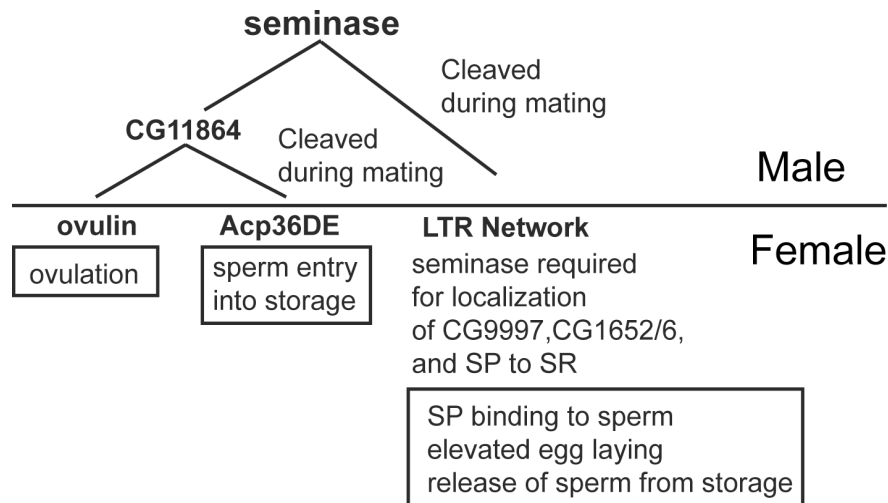 seminase
Cleaved
during mating
CG11864
Cleaved
during mating
Male
Female
ovulin
ovulation
Acp36DE
sperm entry
into storage
LTR Network
seminase required
for localization
of CG9997,CG1652/6,
and SP to SR
SP binding to sperm
elevated egg laying
release of sperm from storage